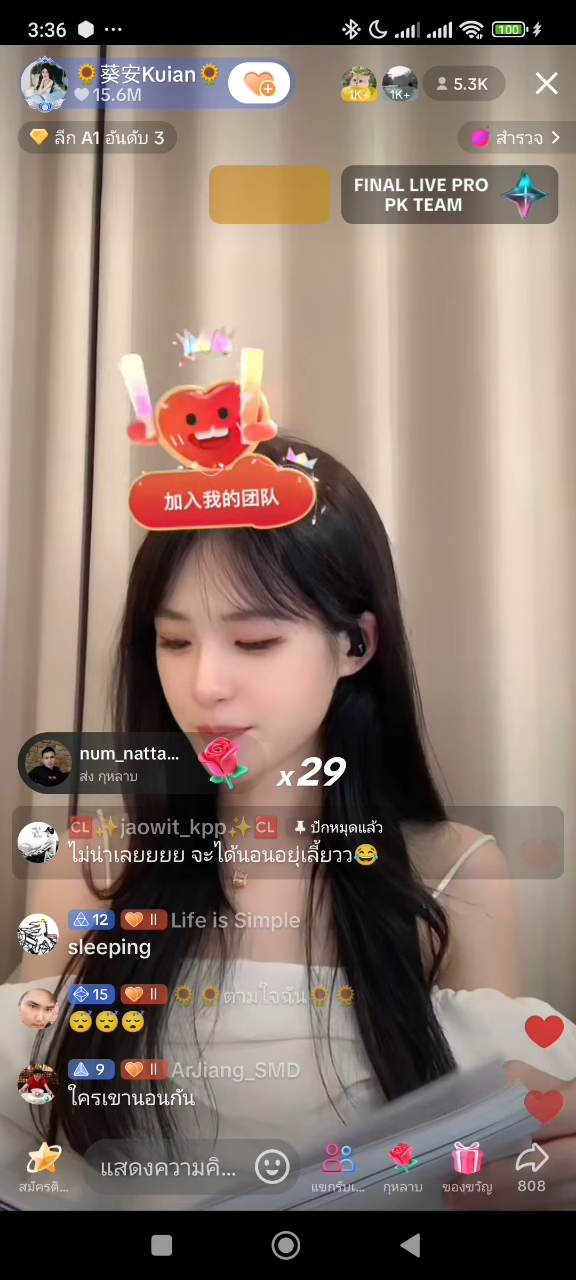 3:36
100
🌻葵安Kuian🌻
15.6M
1K+
1K+
5.3K
ลีก A1 อันดับ 3
สำรวจ
FINAL LIVE PRO
PK TEAM
加入我的团队
num_natta...
ส่ง กุหลาบ
x29
🆑✨jaowit_kpp✨🆑 ปักหมุดแล้ว
ไม่น่าเลยยยย จะได้นอนอยู่เลี้ยวว😂
12 II Life is Simple
sleeping
15 II 🌻🌻ตามใจฉัน🌻🌻
😴😴😴
9 II ArJiang_SMD
ใครเขานอนกัน
แสดงความคิ...
สมัครติ...
แขกรับเ...
กุหลาบ
ของขวัญ
808